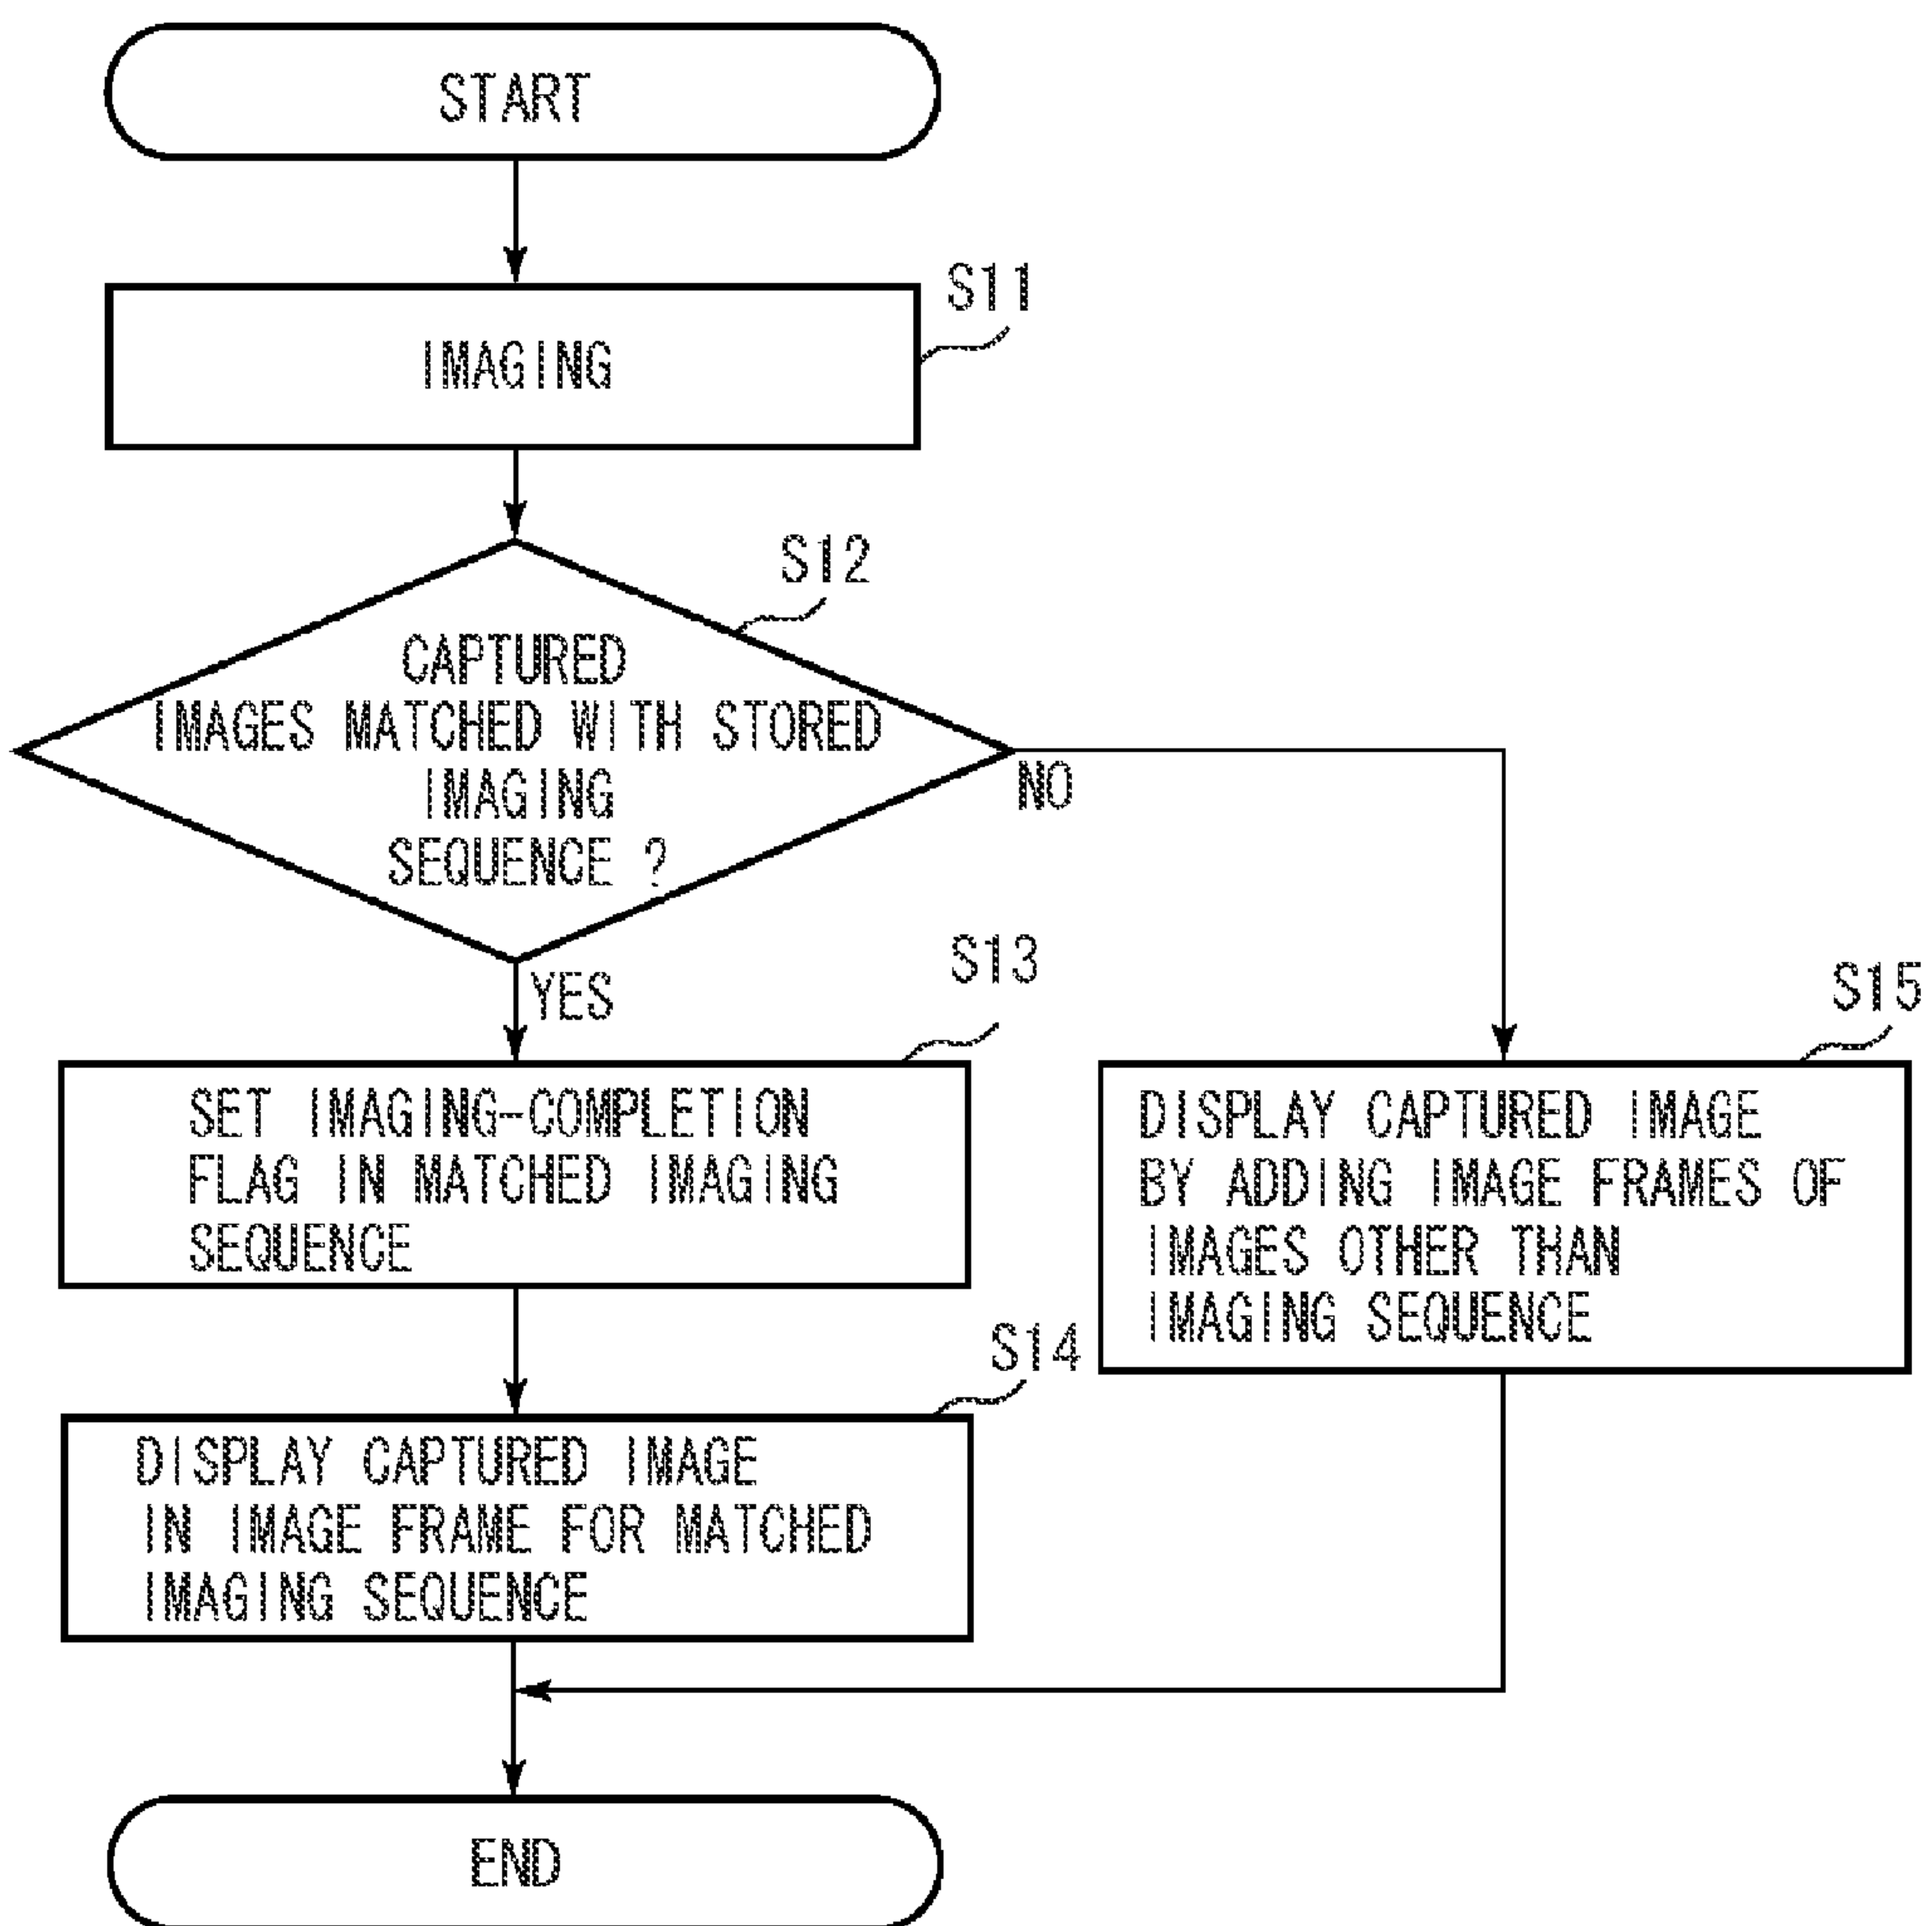 START
S11
IMAGING
S12
CAPTURED
IMAGES MATCHED WITH STORED
IMAGING
SEQUENCE ?
NO
YES
S13
SET IMAGING-COMPLETION
FLAG IN MATCHED IMAGING
SEQUENCE
S15
DISPLAY CAPTURED IMAGE
BY ADDING IMAGE FRAMES OF
IMAGES OTHER THAN
IMAGING SEQUENCE
S14
DISPLAY CAPTURED IMAGE
IN IMAGE FRAME FOR MATCHED
IMAGING SEQUENCE
END